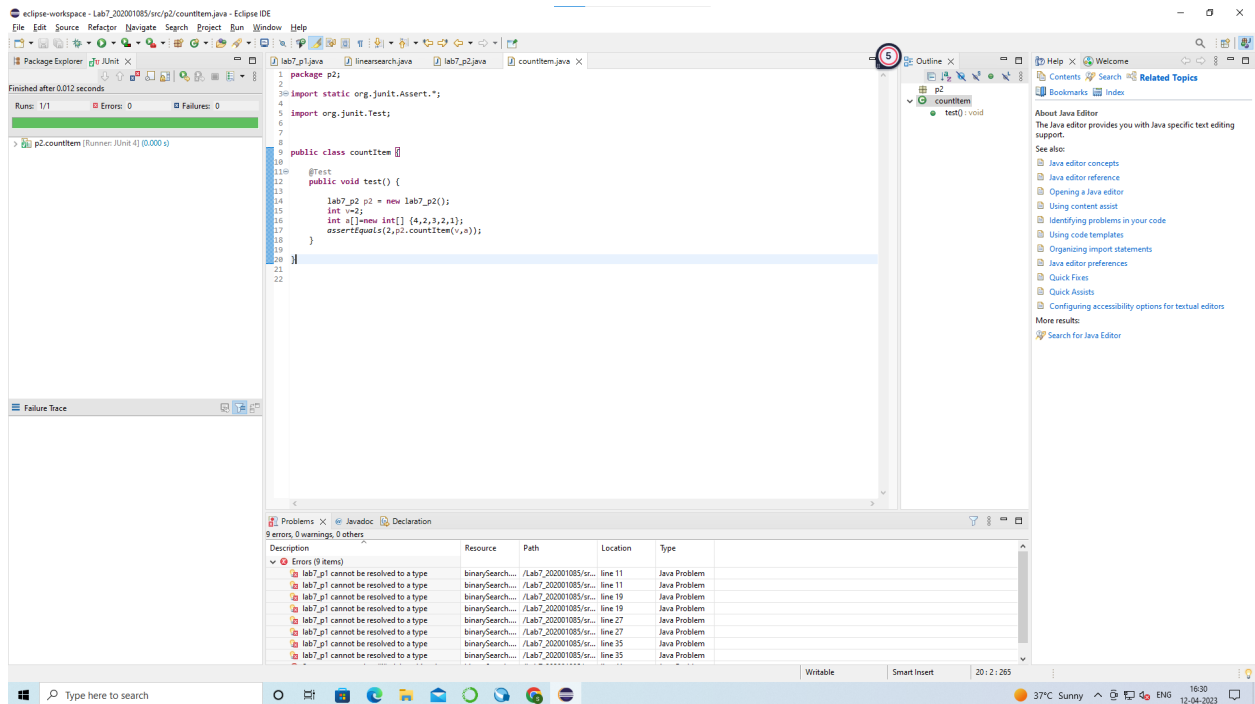 eclipse-workspace - Lab7_202001085/src/p2/countItem.java - Eclipse IDE
File Edit Source Refactor Navigate Search Project Run Window Help
Package Explorer JUnit
Finished after 0.012 seconds
Runs: 1/1 Errors: 0 Failures: 0
p2.countItem [Runner: JUnit 4] (0.000 s)
Failure Trace
lab7_p1.java linearsearch.java lab7_p2.java countItem.java
1 package p2;
2
3 import static org.junit.Assert.*;
4
5 import org.junit.Test;
6
7
8
9 public class countItem {
10
11 @Test
12 public void test() {
13
14 lab7_p2 p2 = new lab7_p2();
15 int v=2;
16 int a[]=new int[] {4,2,3,2,1};
17 assertEquals(2,p2.countItem(v,a));
18 }
19
20 }
21
22
5
Outline
p2
countItem
test() : void
Help Welcome
Contents Search Related Topics
Bookmarks Index
About Java Editor
The Java editor provides you with Java specific text editing
support.
See also:
Java editor concepts
Java editor reference
Opening a Java editor
Using content assist
Identifying problems in your code
Using code templates
Organizing import statements
Java editor preferences
Quick Fixes
Quick Assists
Configuring accessibility options for textual editors
More results:
Search for Java Editor
Problems Javadoc Declaration
9 errors, 0 warnings, 0 others
Description Resource Path Location Type
Errors (9 items)
lab7_p1 cannot be resolved to a type binarySearch.... /Lab7_202001085/sr... line 11 Java Problem
lab7_p1 cannot be resolved to a type binarySearch.... /Lab7_202001085/sr... line 11 Java Problem
lab7_p1 cannot be resolved to a type binarySearch.... /Lab7_202001085/sr... line 19 Java Problem
lab7_p1 cannot be resolved to a type binarySearch.... /Lab7_202001085/sr... line 19 Java Problem
lab7_p1 cannot be resolved to a type binarySearch.... /Lab7_202001085/sr... line 27 Java Problem
lab7_p1 cannot be resolved to a type binarySearch.... /Lab7_202001085/sr... line 27 Java Problem
lab7_p1 cannot be resolved to a type binarySearch.... /Lab7_202001085/sr... line 35 Java Problem
lab7_p1 cannot be resolved to a type binarySearch.... /Lab7_202001085/sr... line 35 Java Problem
Writable Smart Insert 20 : 2 : 265
Type here to search
37°C Sunny ENG 16:30
12-04-2023